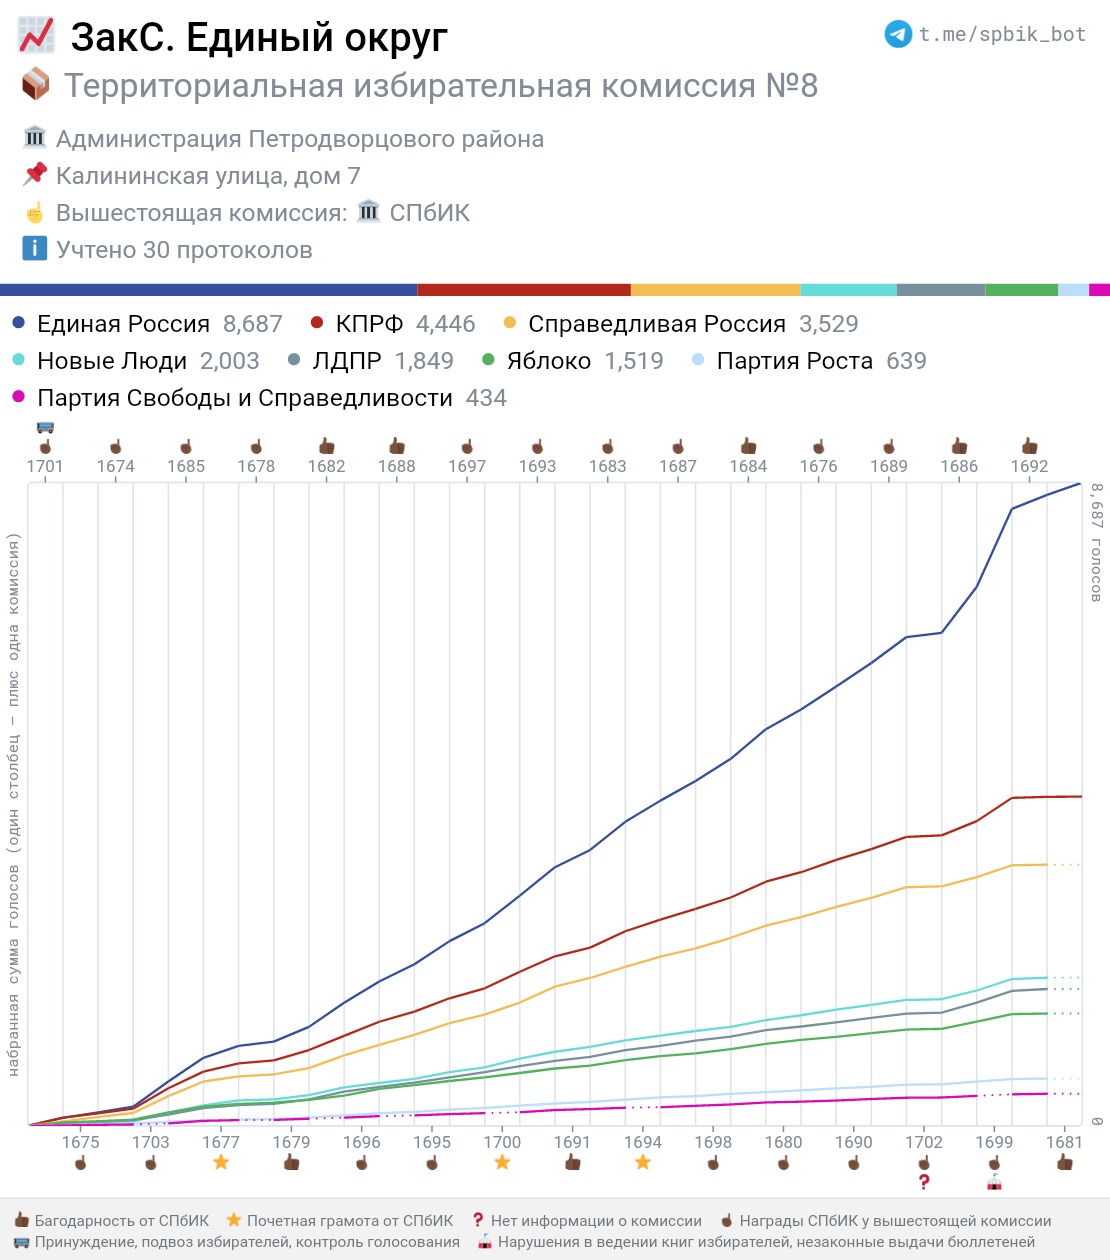 ЗакС. Единый округ
t.me/spbik_bot
Территориальная избирательная комиссия №8
Администрация Петродворцового района
Калининская улица, дом 7
Вышестоящая комиссия: СПбИК
Учтено 30 протоколов
Единая Россия 8,687 КПРФ 4,446 Справедливая Россия 3,529
Новые Люди 2,003 ЛДПР 1,849 Яблоко 1,519 Партия Роста 639
Партия Свободы и Справедливости 434
1701 1674 1685 1678 1682 1688 1697 1693 1683 1687 1684 1676 1689 1686 1692
набранная сумма голосов (один столбец – плюс одна комиссия)
8,687 голосов
0
1675 1703 1677 1679 1696 1695 1700 1691 1694 1698 1680 1690 1702 1699 1681
Багодарность от СПбИК Почетная грамота от СПбИК Нет информации о комиссии Награды СПбИК у вышестоящей комиссии
Принуждение, подвоз избирателей, контроль голосования Нарушения в ведении книг избирателей, незаконные выдачи бюллетеней